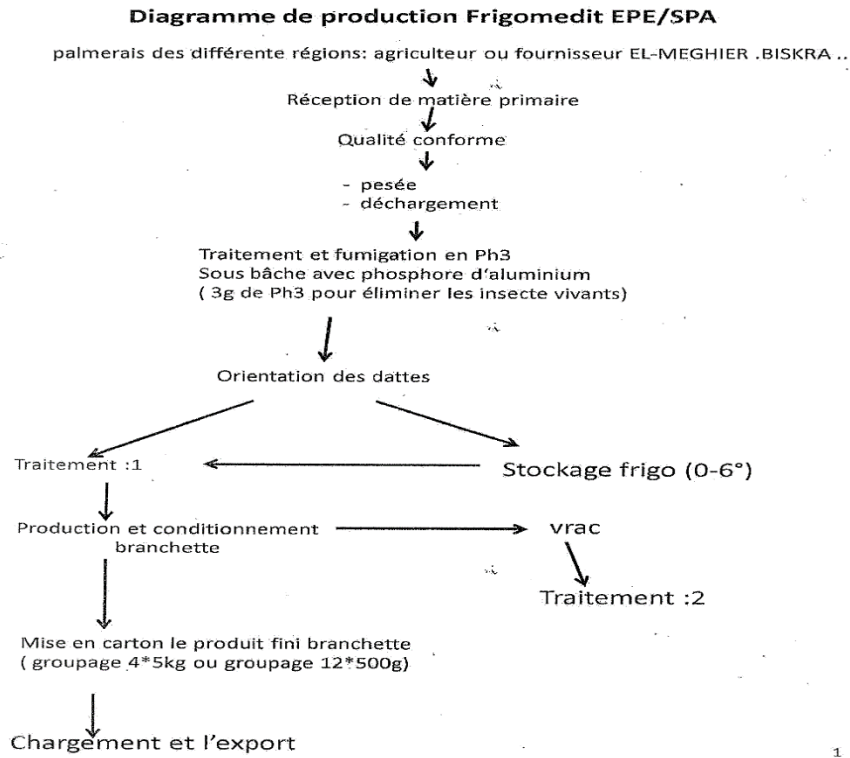 Diagramme de production Frigomedit EPE/SPA
palmerais des différente régions: agriculteur ou fournisseur EL-MEGHIER .BISKRA ..
Réception de matière primaire
Qualité conforme
- pesée
- déchargement
Traitement et fumigation en Ph3
Sous bâche avec phosphore d'aluminium
( 3g de Ph3 pour éliminer les insecte vivants)
Orientation des dattes
Traitement :1
Stockage frigo (0-6°)
Production et conditionnement
branchette
vrac
Traitement :2
Mise en carton le produit fini branchette
( groupage 4*5kg ou groupage 12*500g)
Chargement et l'export
1